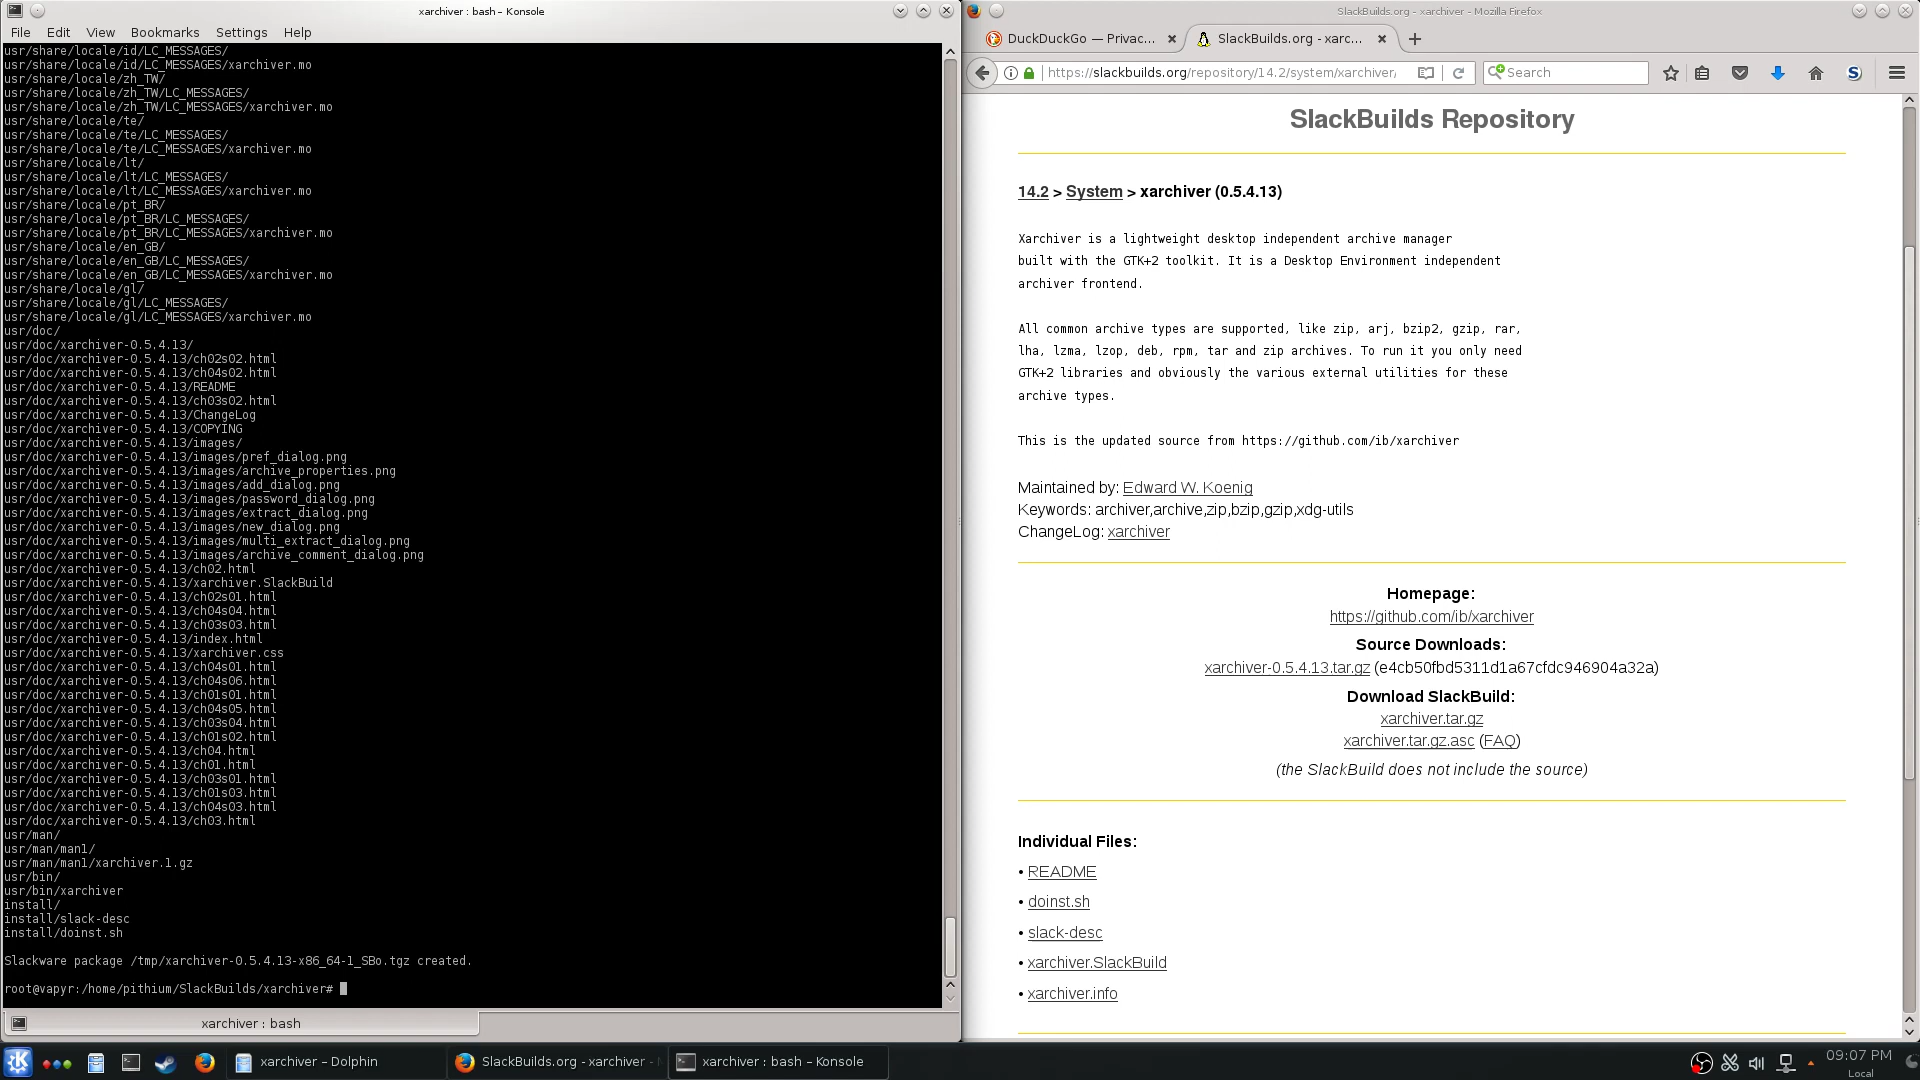 xarchiver : bash – Konsole
File Edit View Bookmarks Settings Help
usr/share/locale/id/LC_MESSAGES/
usr/share/locale/id/LC_MESSAGES/xarchiver.mo
usr/share/locale/zh_TW/
usr/share/locale/zh_TW/LC_MESSAGES/
usr/share/locale/zh_TW/LC_MESSAGES/xarchiver.mo
usr/share/locale/te/
usr/share/locale/te/LC_MESSAGES/
usr/share/locale/te/LC_MESSAGES/xarchiver.mo
usr/share/locale/lt/
usr/share/locale/lt/LC_MESSAGES/
usr/share/locale/lt/LC_MESSAGES/xarchiver.mo
usr/share/locale/pt_BR/
usr/share/locale/pt_BR/LC_MESSAGES/
usr/share/locale/pt_BR/LC_MESSAGES/xarchiver.mo
usr/share/locale/en_GB/
usr/share/locale/en_GB/LC_MESSAGES/
usr/share/locale/en_GB/LC_MESSAGES/xarchiver.mo
usr/share/locale/gl/
usr/share/locale/gl/LC_MESSAGES/
usr/share/locale/gl/LC_MESSAGES/xarchiver.mo
usr/doc/
usr/doc/xarchiver-0.5.4.13/
usr/doc/xarchiver-0.5.4.13/ch02s02.html
usr/doc/xarchiver-0.5.4.13/ch04s02.html
usr/doc/xarchiver-0.5.4.13/README
usr/doc/xarchiver-0.5.4.13/ch03s02.html
usr/doc/xarchiver-0.5.4.13/ChangeLog
usr/doc/xarchiver-0.5.4.13/COPYING
usr/doc/xarchiver-0.5.4.13/images/
usr/doc/xarchiver-0.5.4.13/images/pref_dialog.png
usr/doc/xarchiver-0.5.4.13/images/archive_properties.png
usr/doc/xarchiver-0.5.4.13/images/add_dialog.png
usr/doc/xarchiver-0.5.4.13/images/password_dialog.png
usr/doc/xarchiver-0.5.4.13/images/extract_dialog.png
usr/doc/xarchiver-0.5.4.13/images/new_dialog.png
usr/doc/xarchiver-0.5.4.13/images/multi_extract_dialog.png
usr/doc/xarchiver-0.5.4.13/images/archive_comment_dialog.png
usr/doc/xarchiver-0.5.4.13/ch02.html
usr/doc/xarchiver-0.5.4.13/xarchiver.SlackBuild
usr/doc/xarchiver-0.5.4.13/ch02s01.html
usr/doc/xarchiver-0.5.4.13/ch04s04.html
usr/doc/xarchiver-0.5.4.13/ch03s03.html
usr/doc/xarchiver-0.5.4.13/index.html
usr/doc/xarchiver-0.5.4.13/xarchiver.css
usr/doc/xarchiver-0.5.4.13/ch04s01.html
usr/doc/xarchiver-0.5.4.13/ch04s06.html
usr/doc/xarchiver-0.5.4.13/ch01s01.html
usr/doc/xarchiver-0.5.4.13/ch04s05.html
usr/doc/xarchiver-0.5.4.13/ch03s04.html
usr/doc/xarchiver-0.5.4.13/ch01s02.html
usr/doc/xarchiver-0.5.4.13/ch04.html
usr/doc/xarchiver-0.5.4.13/ch01.html
usr/doc/xarchiver-0.5.4.13/ch03s01.html
usr/doc/xarchiver-0.5.4.13/ch01s03.html
usr/doc/xarchiver-0.5.4.13/ch04s03.html
usr/doc/xarchiver-0.5.4.13/ch03.html
usr/man/
usr/man/man1/
usr/man/man1/xarchiver.1.gz
usr/bin/
usr/bin/xarchiver
install/
install/slack-desc
install/doinst.sh
Slackware package /tmp/xarchiver-0.5.4.13-x86_64-1_SBo.tgz created.
root@vapyr:/home/pithium/SlackBuilds/xarchiver#
xarchiver : bash
SlackBuilds.org - xarchiver - Mozilla Firefox
DuckDuckGo — Privac... SlackBuilds.org - xarc...
https://slackbuilds.org/repository/14.2/system/xarchiver/ Search
SlackBuilds Repository
14.2 > System > xarchiver (0.5.4.13)
Xarchiver is a lightweight desktop independent archive manager
built with the GTK+2 toolkit. It is a Desktop Environment independent
archiver frontend.
All common archive types are supported, like zip, arj, bzip2, gzip, rar,
lha, lzma, lzop, deb, rpm, tar and zip archives. To run it you only need
GTK+2 libraries and obviously the various external utilities for these
archive types.
This is the updated source from https://github.com/ib/xarchiver
Maintained by: Edward W. Koenig
Keywords: archiver,archive,zip,bzip,gzip,xdg-utils
ChangeLog: xarchiver
Homepage:
https://github.com/ib/xarchiver
Source Downloads:
xarchiver-0.5.4.13.tar.gz (e4cb50fbd5311d1a67cfdc946904a32a)
Download SlackBuild:
xarchiver.tar.gz
xarchiver.tar.gz.asc (FAQ)
(the SlackBuild does not include the source)
Individual Files:
• README
• doinst.sh
• slack-desc
• xarchiver.SlackBuild
• xarchiver.info
xarchiver – Dolphin SlackBuilds.org - xarchiver - xarchiver : bash – Konsole 09:07 PM
Local